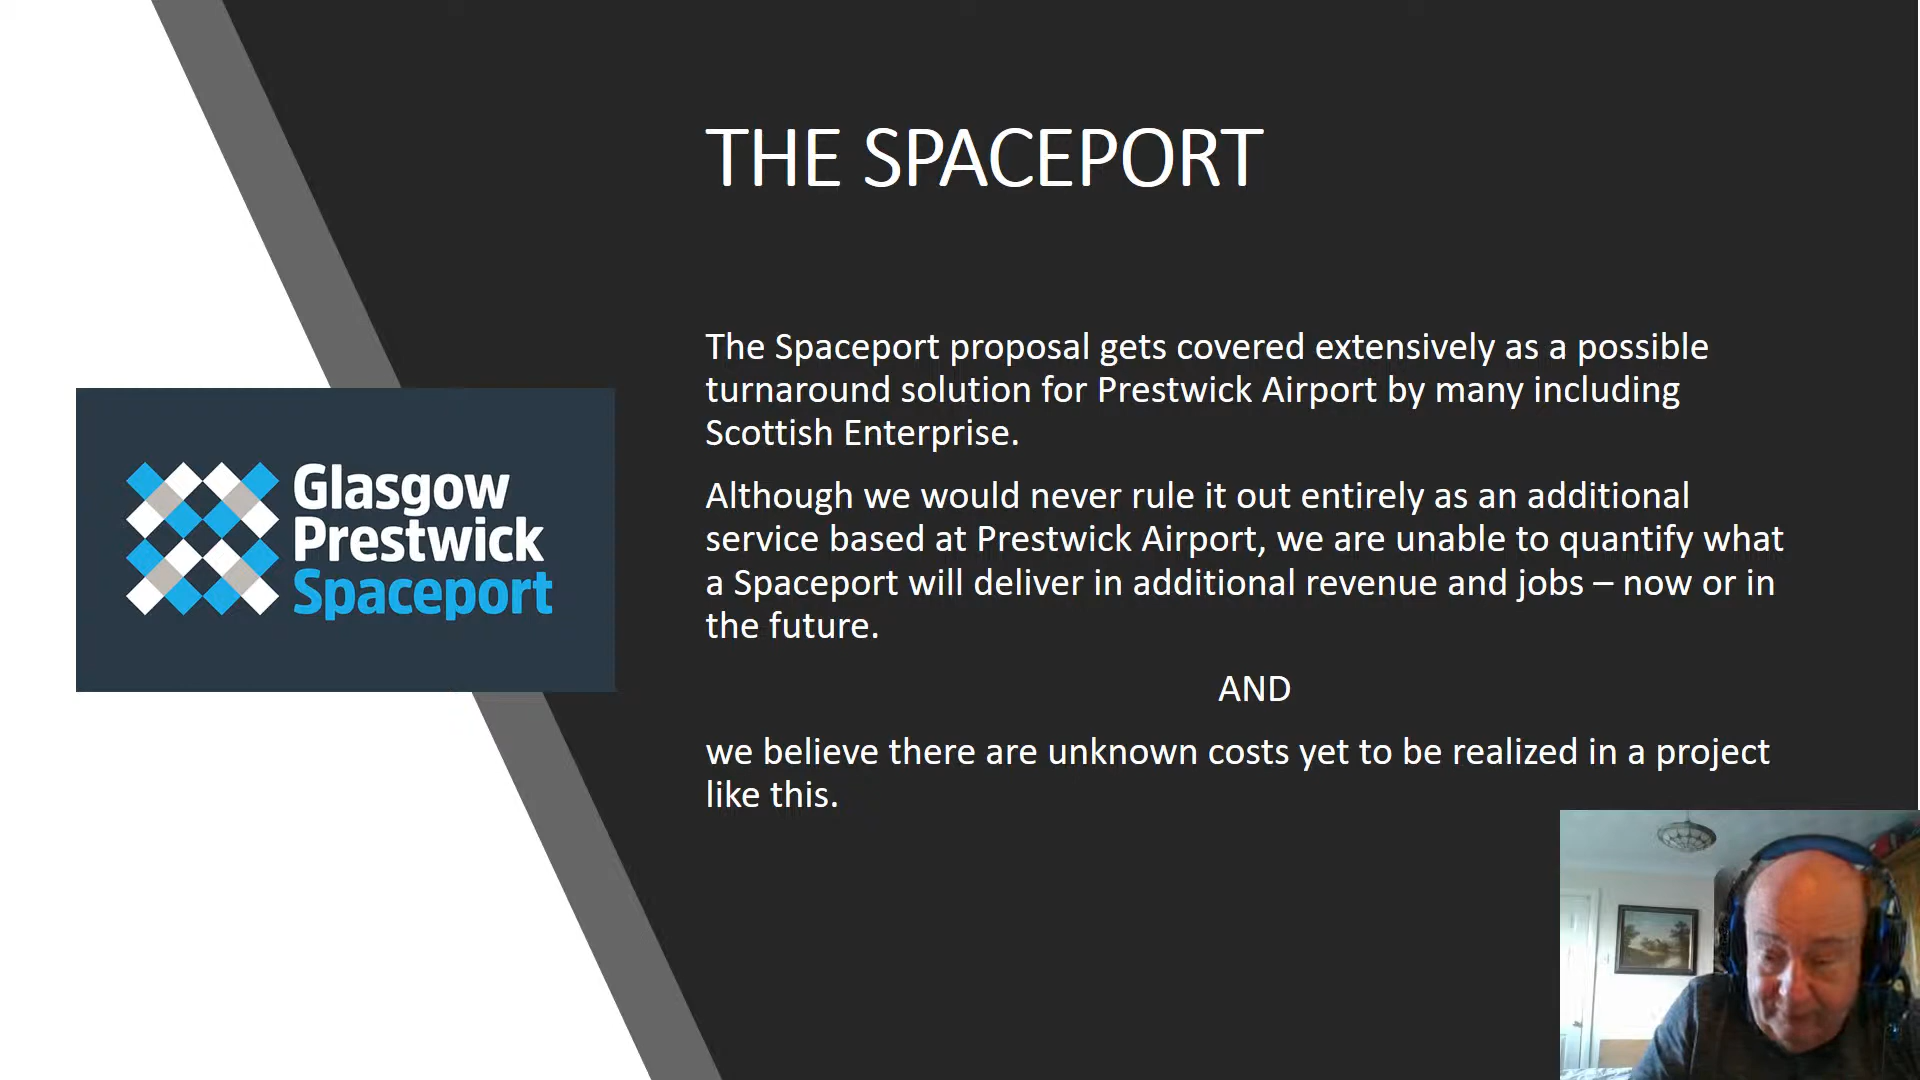 THE SPACEPORT
The Spaceport proposal gets covered extensively as a possible
turnaround solution for Prestwick Airport by many including
Scottish Enterprise.
Although we would never rule it out entirely as an additional
service based at Prestwick Airport, we are unable to quantify what
a Spaceport will deliver in additional revenue and jobs – now or in
the future.
AND
we believe there are unknown costs yet to be realized in a project
like this.
Glasgow
Prestwick
Spaceport